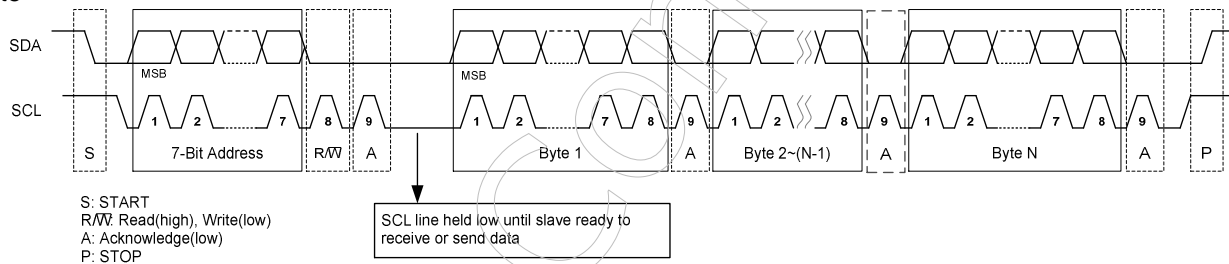 SDA
MSB
MSB
SCL
1 2 7 8 9 1 2 7 8 9 1 2 8 9 1 2 7 8 9
S 7-Bit Address R/W A Byte 1 A Byte 2~(N-1) A Byte N A P
S: START
R/W: Read(high), Write(low)
A: Acknowledge(low)
P: STOP
SCL line held low until slave ready to
receive or send data